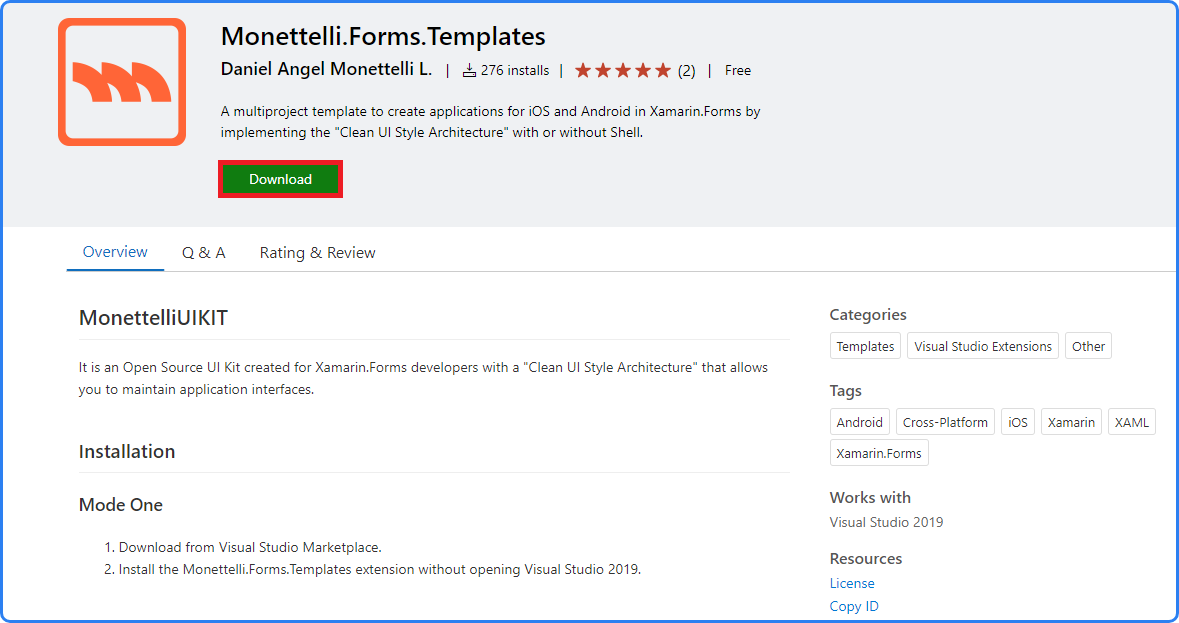 Monettelli.Forms.Templates
Daniel Angel Monettelli L. | 276 installs | (2) | Free
A multiproject template to create applications for iOS and Android in Xamarin.Forms by
implementing the "Clean UI Style Architecture" with or without Shell.
Download
Overview Q & A Rating & Review
MonettelliUIKIT
It is an Open Source UI Kit created for Xamarin.Forms developers with a "Clean UI Style Architecture" that allows
you to maintain application interfaces.
Installation
Mode One
1. Download from Visual Studio Marketplace.
2. Install the Monettelli.Forms.Templates extension without opening Visual Studio 2019.
Categories
Templates Visual Studio Extensions Other
Tags
Android Cross-Platform iOS Xamarin XAML
Xamarin.Forms
Works with
Visual Studio 2019
Resources
License
Copy ID